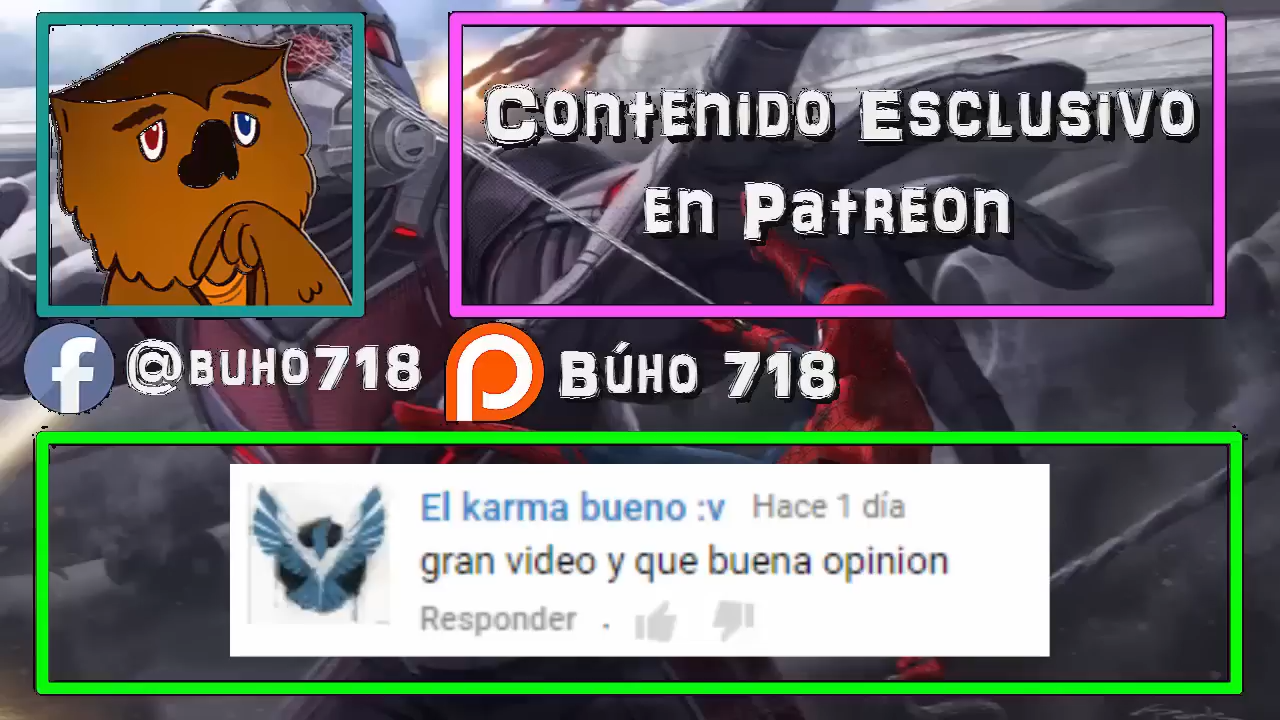 Contenido Esclusivo
en Patreon
@buho718
Búho 718
El karma bueno :v Hace 1 día
gran video y que buena opinion
Responder .